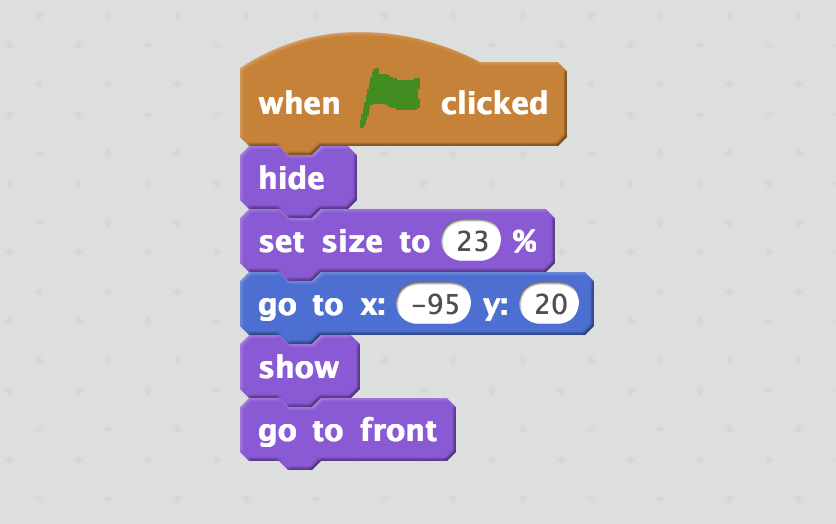 when clicked
hide
set size to 23 %
go to x: -95 y: 20
show
go to front